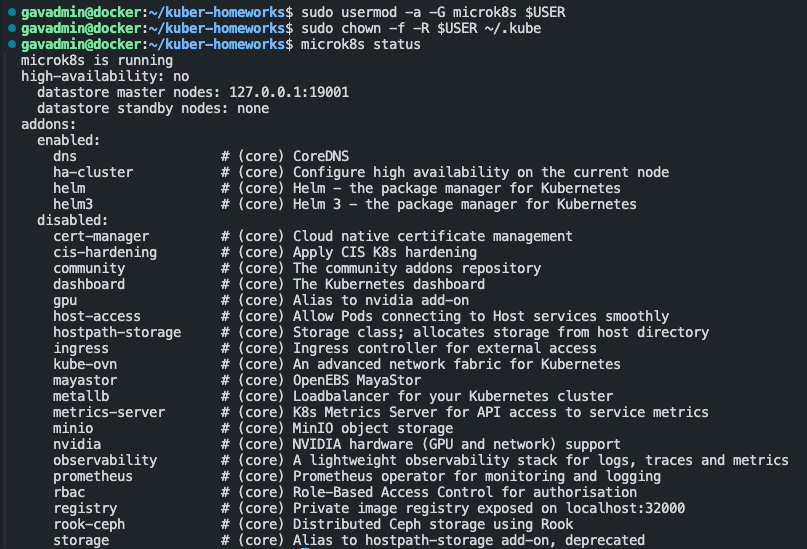 gavadmin@docker:~/kuber-homeworks$ sudo usermod -a -G microk8s $USER
gavadmin@docker:~/kuber-homeworks$ sudo chown -f -R $USER ~/.kube
gavadmin@docker:~/kuber-homeworks$ microk8s status
microk8s is running
high-availability: no
  datastore master nodes: 127.0.0.1:19001
  datastore standby nodes: none
addons:
  enabled:
    dns                  # (core) CoreDNS
    ha-cluster           # (core) Configure high availability on the current node
    helm                 # (core) Helm - the package manager for Kubernetes
    helm3                # (core) Helm 3 - the package manager for Kubernetes
  disabled:
    cert-manager         # (core) Cloud native certificate management
    cis-hardening        # (core) Apply CIS K8s hardening
    community            # (core) The community addons repository
    dashboard            # (core) The Kubernetes dashboard
    gpu                  # (core) Alias to nvidia add-on
    host-access          # (core) Allow Pods connecting to Host services smoothly
    hostpath-storage     # (core) Storage class; allocates storage from host directory
    ingress              # (core) Ingress controller for external access
    kube-ovn             # (core) An advanced network fabric for Kubernetes
    mayastor             # (core) OpenEBS MayaStor
    metallb              # (core) Loadbalancer for your Kubernetes cluster
    metrics-server       # (core) K8s Metrics Server for API access to service metrics
    minio                # (core) MinIO object storage
    nvidia               # (core) NVIDIA hardware (GPU and network) support
    observability        # (core) A lightweight observability stack for logs, traces and metrics
    prometheus           # (core) Prometheus operator for monitoring and logging
    rbac                 # (core) Role-Based Access Control for authorisation
    registry             # (core) Private image registry exposed on localhost:32000
    rook-ceph            # (core) Distributed Ceph storage using Rook
    storage              # (core) Alias to hostpath-storage add-on, deprecated